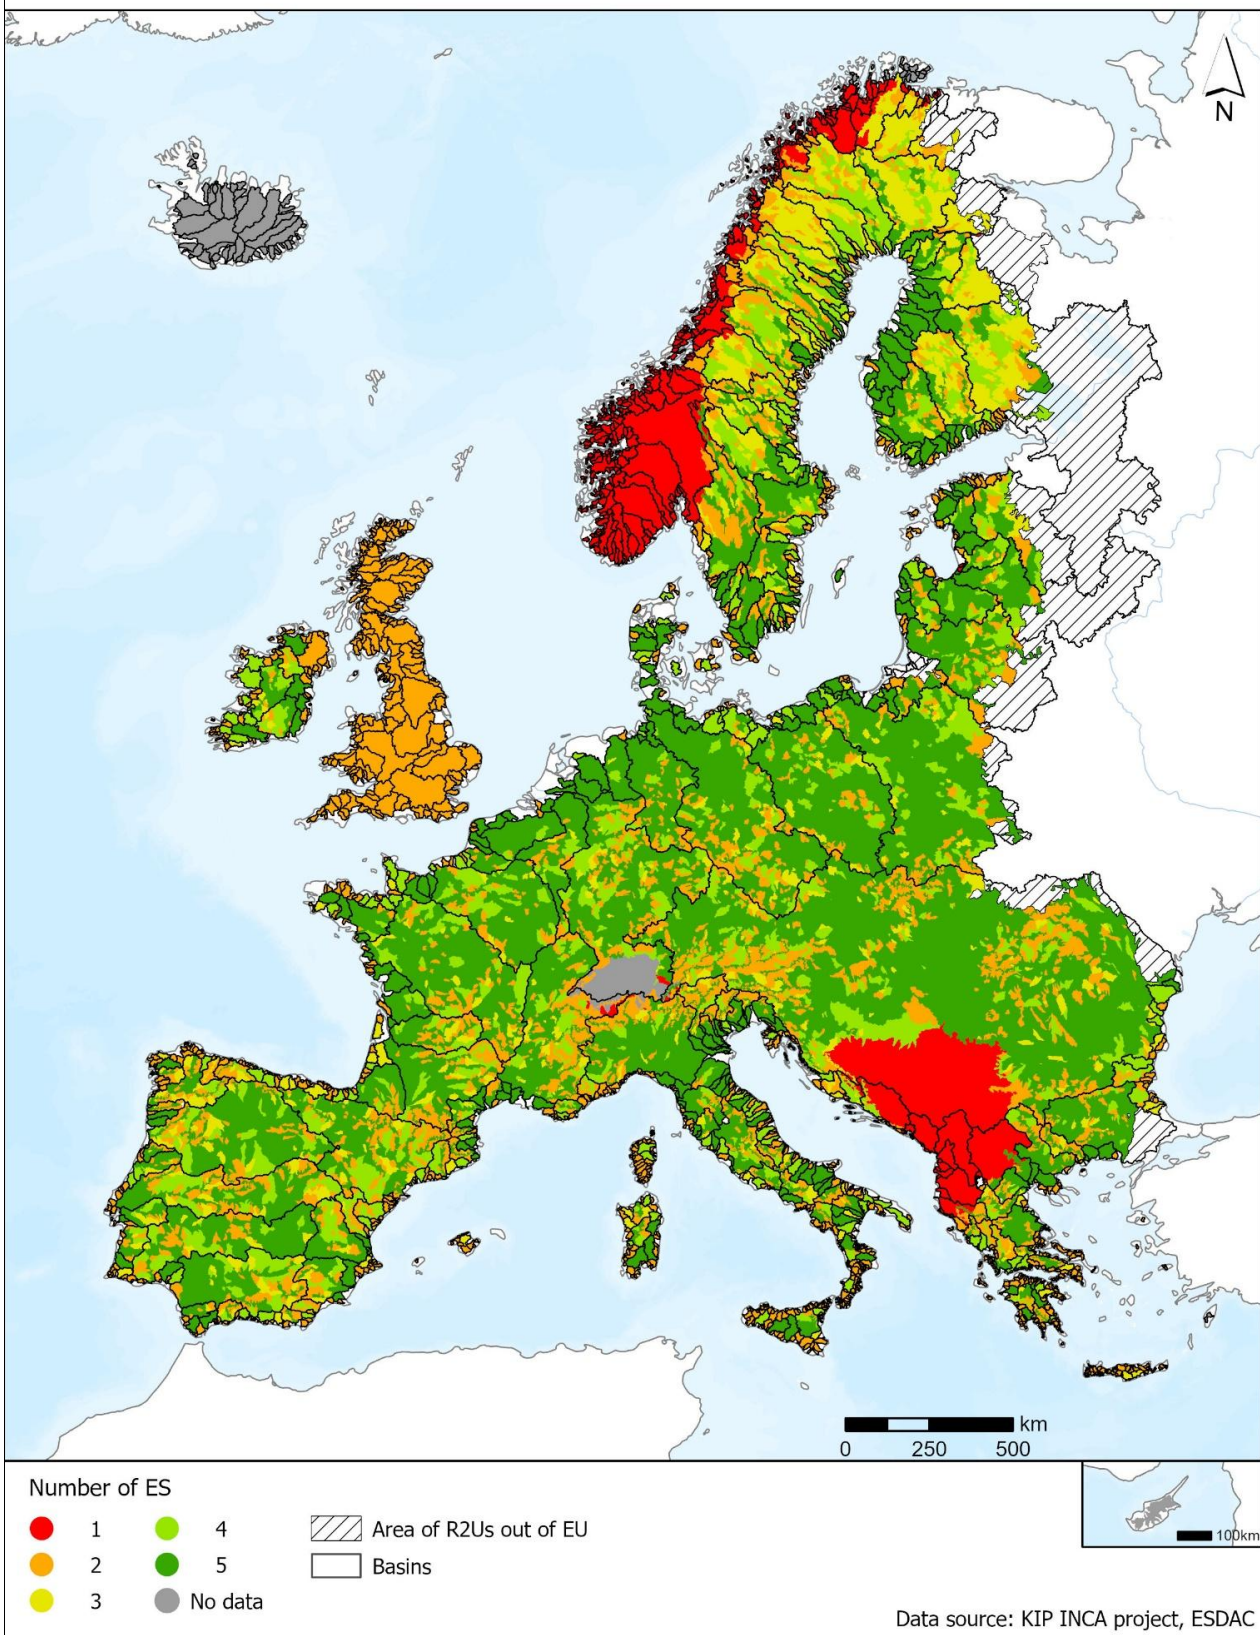 N
km
0 250 500
Number of ES
1 4 Area of R2Us out of EU
2 5 Basins
3 No data
100km
Data source: KIP INCA project, ESDAC